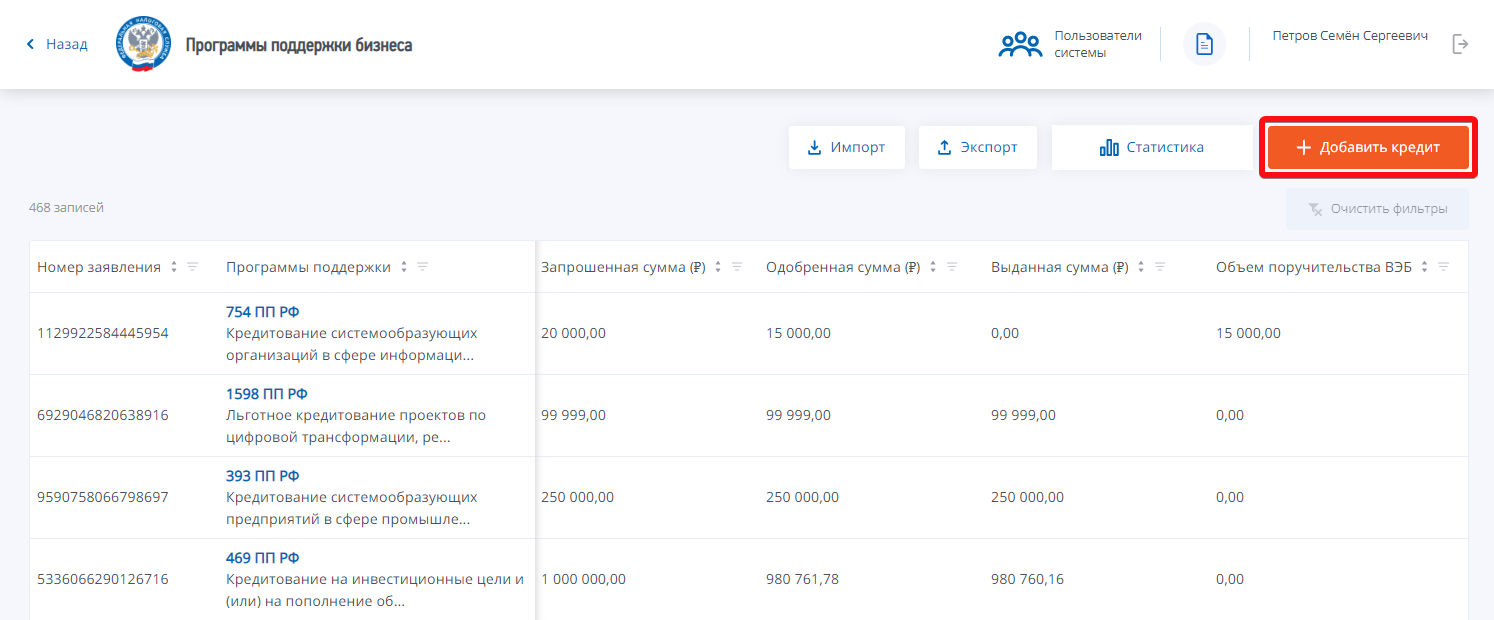 Назад
ФЕДЕРАЛЬНАЯ НАЛОГОВАЯ СЛУЖБА
Программы поддержки бизнеса
Пользователи
системы
Петров Семён Сергеевич
Импорт
Экспорт
Статистика
+ Добавить кредит
468 записей
Очистить фильтры
Номер заявления
Программы поддержки
Запрошенная сумма (₽)
Одобренная сумма (₽)
Выданная сумма (₽)
Объем поручительства ВЭБ
1129922584445954
754 ПП РФ
Кредитование системообразующих
организаций в сфере информаци...
20 000,00
15 000,00
0,00
15 000,00
6929046820638916
1598 ПП РФ
Льготное кредитование проектов по
цифровой трансформации, ре...
99 999,00
99 999,00
99 999,00
0,00
9590758066798697
393 ПП РФ
Кредитование системообразующих
предприятий в сфере промышле...
250 000,00
250 000,00
250 000,00
0,00
5336066290126716
469 ПП РФ
Кредитование на инвестиционные цели и
(или) на пополнение об...
1 000 000,00
980 761,78
980 760,16
0,00